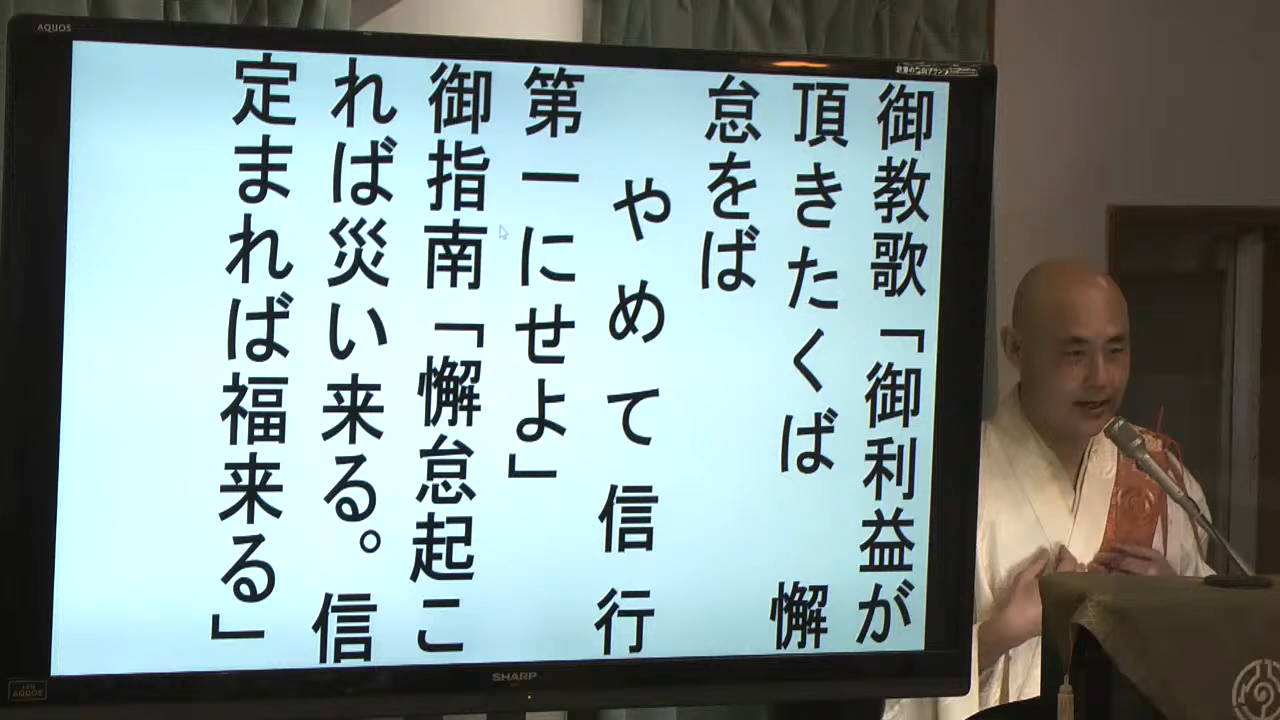 御教歌「御利益が
頂きたくば　懈
怠をば
やめて信行
第一にせよ」
御指南「懈怠起こ
れば災い来る。信
定まれば福来る」
AQUOS
SHARP
AQUOS